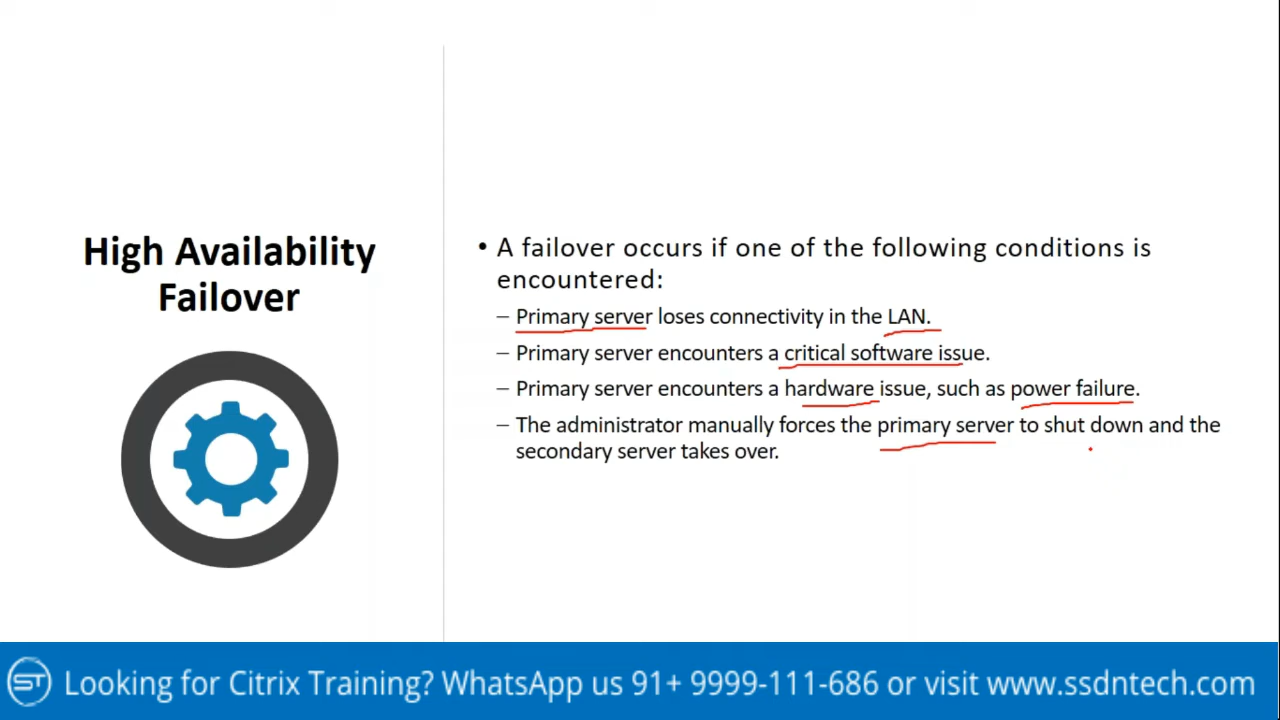 High Availability
Failover
• A failover occurs if one of the following conditions is
encountered:
– Primary server loses connectivity in the LAN.
– Primary server encounters a critical software issue.
– Primary server encounters a hardware issue, such as power failure.
– The administrator manually forces the primary server to shut down and the
secondary server takes over.
ST Looking for Citrix Training? WhatsApp us 91+ 9999-111-686 or visit www.ssdntech.com